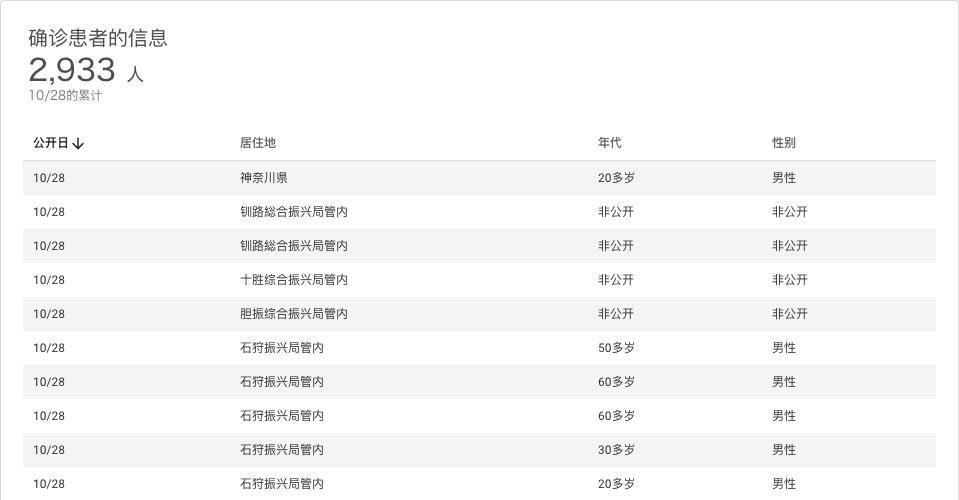 确诊患者的信息
2,933 人
10/28的累计
公开日↓ 居住地 年代 性别
10/28 神奈川県 20多岁 男性
10/28 钏路総合振兴局管内 非公开 非公开
10/28 钏路総合振兴局管内 非公开 非公开
10/28 十胜综合振兴局管内 非公开 非公开
10/28 胆振综合振兴局管内 非公开 非公开
10/28 石狩振兴局管内 50多岁 男性
10/28 石狩振兴局管内 60多岁 男性
10/28 石狩振兴局管内 60多岁 男性
10/28 石狩振兴局管内 30多岁 男性
10/28 石狩振兴局管内 20多岁 男性